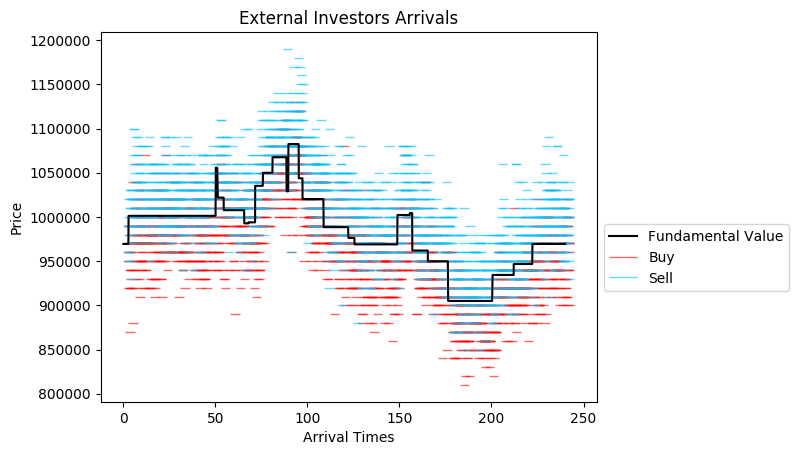 External Investors Arrivals
1200000
1150000
1100000
1050000
1000000
950000
900000
850000
800000
Price
0 50 100 150 200 250
Arrival Times
Fundamental Value
Buy
Sell